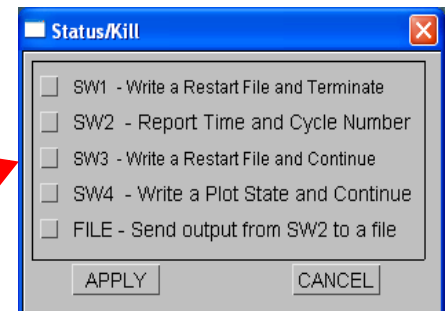 Status/Kill
SW1 - Write a Restart File and Terminate
SW2 - Report Time and Cycle Number
SW3 - Write a Restart File and Continue
SW4 - Write a Plot State and Continue
FILE - Send output from SW2 to a file
APPLY CANCEL